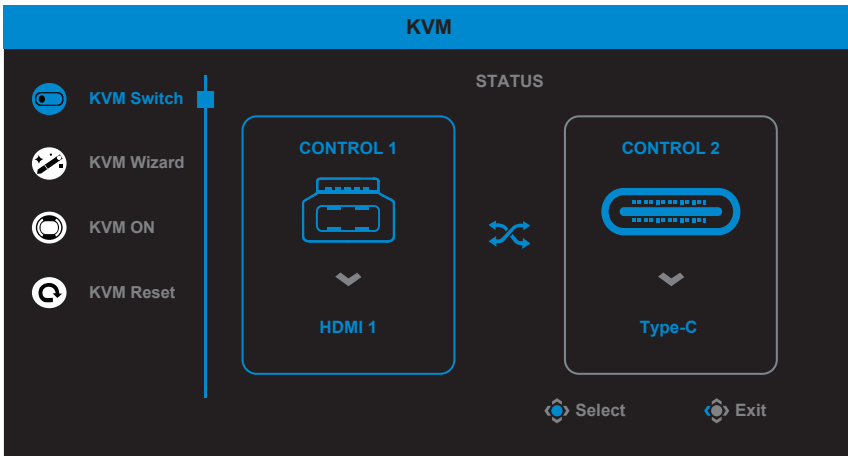 KVM
KVM Switch
KVM Wizard
KVM ON
KVM Reset
STATUS
CONTROL 1
HDMI 1
CONTROL 2
Type-C
Select
Exit